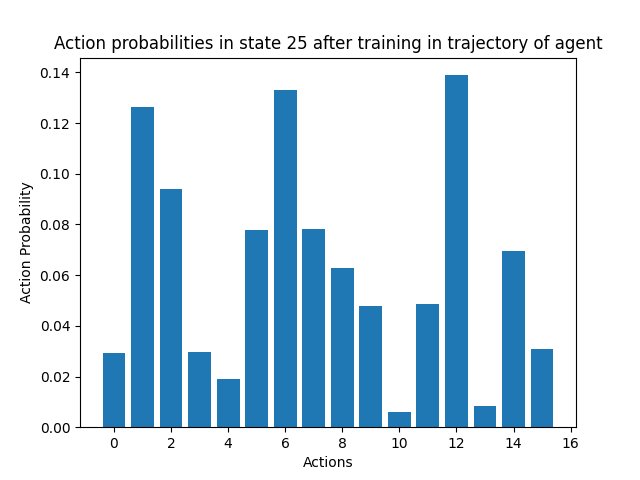 Action probabilities in state 25 after training in trajectory of agent
0.14
0.12
0.10
0.08
0.06
0.04
0.02
0.00
Action Probability
0 2 4 6 8 10 12 14 16
Actions